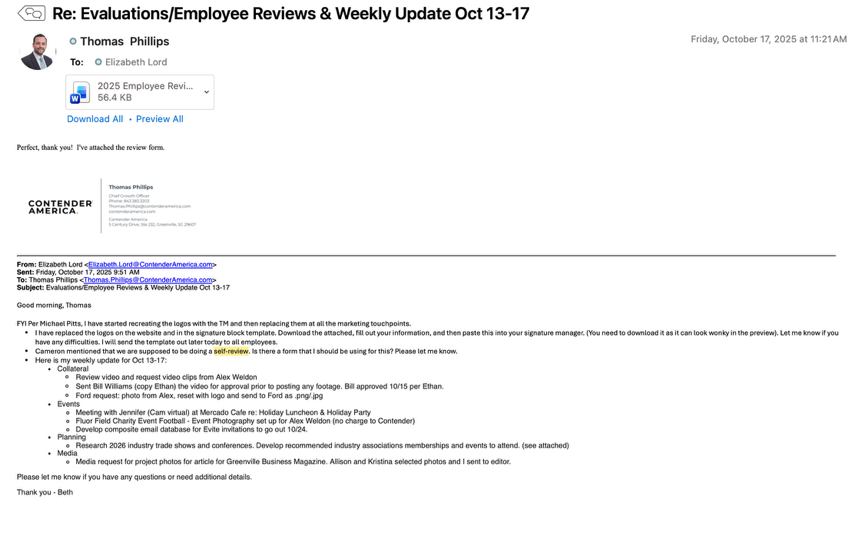 Re: Evaluations/Employee Reviews & Weekly Update Oct 13-17
Thomas Phillips
Friday, October 17, 2025 at 11:21 AM
To: Elizabeth Lord
2025 Employee Revi...
56.4 KB
Download All • Preview All
Perfect, thank you! I've attached the review form.
CONTENDER
AMERICA.
Thomas Phillips
Chief Growth Officer
Phone: 843.283.2203
Thomas.Phillips@contenderamerica.com
contenderamerica.com
Contender America
5 Century Drive, Ste 232, Greenville, SC 29607
From: Elizabeth Lord <Elizabeth.Lord@ContenderAmerica.com>
Sent: Friday, October 17, 2025 9:51 AM
To: Thomas Phillips <Thomas.Phillips@ContenderAmerica.com>
Subject: Evaluations/Employee Reviews & Weekly Update Oct 13-17
Good morning, Thomas
FYI Per Michael Pitts, I have started recreating the logos with the TM and then replacing them at all the marketing touchpoints.
• I have replaced the logos on the website and in the signature block template. Download the attached, fill out your information, and then paste this into your signature manager. (You need to download it as it can look wonky in the preview). Let me know if you
have any difficulties. I will send the template out later today to all employees.
• Cameron mentioned that we are supposed to be doing a self-review. Is there a form that I should be using for this? Please let me know.
• Here is my weekly update for Oct 13-17:
• Collateral
o Review video and request video clips from Alex Weldon
o Sent Bill Williams (copy Ethan) the video for approval prior to posting any footage. Bill approved 10/15 per Ethan.
o Ford request: photo from Alex, reset with logo and send to Ford as .png/.jpg
• Events
o Meeting with Jennifer (Cam virtual) at Mercado Cafe re: Holiday Luncheon & Holiday Party
o Fluor Field Charity Event Football - Event Photography set up for Alex Weldon (no charge to Contender)
o Develop composite email database for Evite invitations to go out 10/24.
• Planning
o Research 2026 industry trade shows and conferences. Develop recommended industry associations memberships and events to attend. (see attached)
• Media
o Media request for project photos for article for Greenville Business Magazine. Allison and Kristina selected photos and I sent to editor.
Please let me know if you have any questions or need additional details.
Thank you - Beth